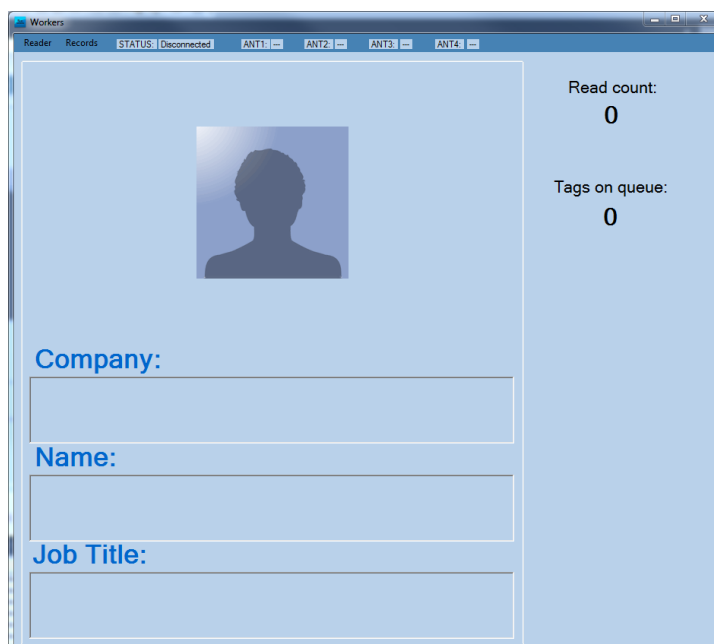 Workers
Reader Records STATUS: Disconnected ANT1: --- ANT2: --- ANT3: --- ANT4: ---
Read count:
0
Tags on queue:
0
Company:
Name:
Job Title: